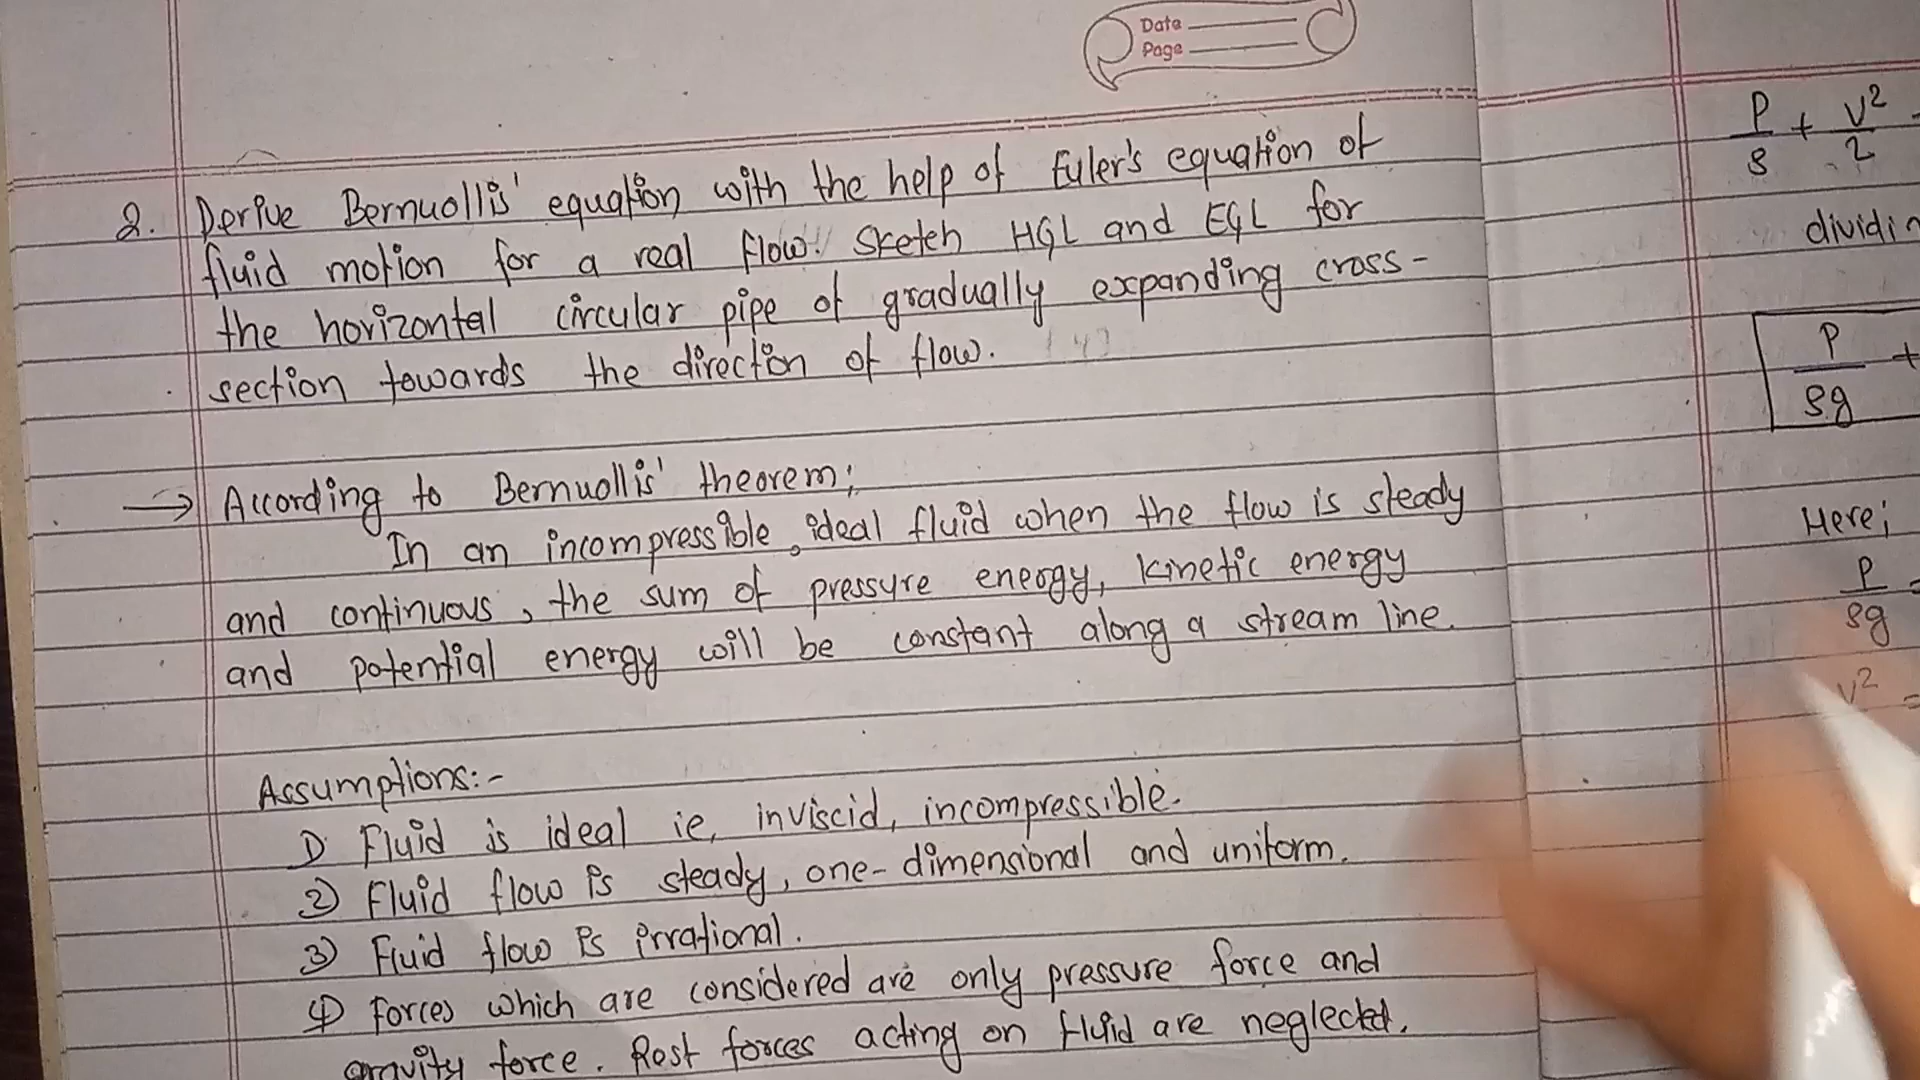 Date
Page
2. Derive Bernuollis' equation with the help of Euler's equation of
fluid motion for a real flow. Sketch HGL and EGL for
the horizontal circular pipe of gradually expanding cross-
section towards the direction of flow.
→ According to Bernuollis' theorem;
In an incompressible, ideal fluid when the flow is steady
and continuous, the sum of pressure energy, kinetic energy
and potential energy will be constant along a stream line.
Assumptions:-
1) Fluid is ideal ie, inviscid, incompressible.
2) Fluid flow is steady, one-dimensional and uniform.
3) Fluid flow is irrational.
4) Forces which are considered are only pressure force and
gravity force. Rest forces acting on fluid are neglected.
P/ρ + V²/2
dividin
P/ρg +
Here;
P/ρg =
V² =